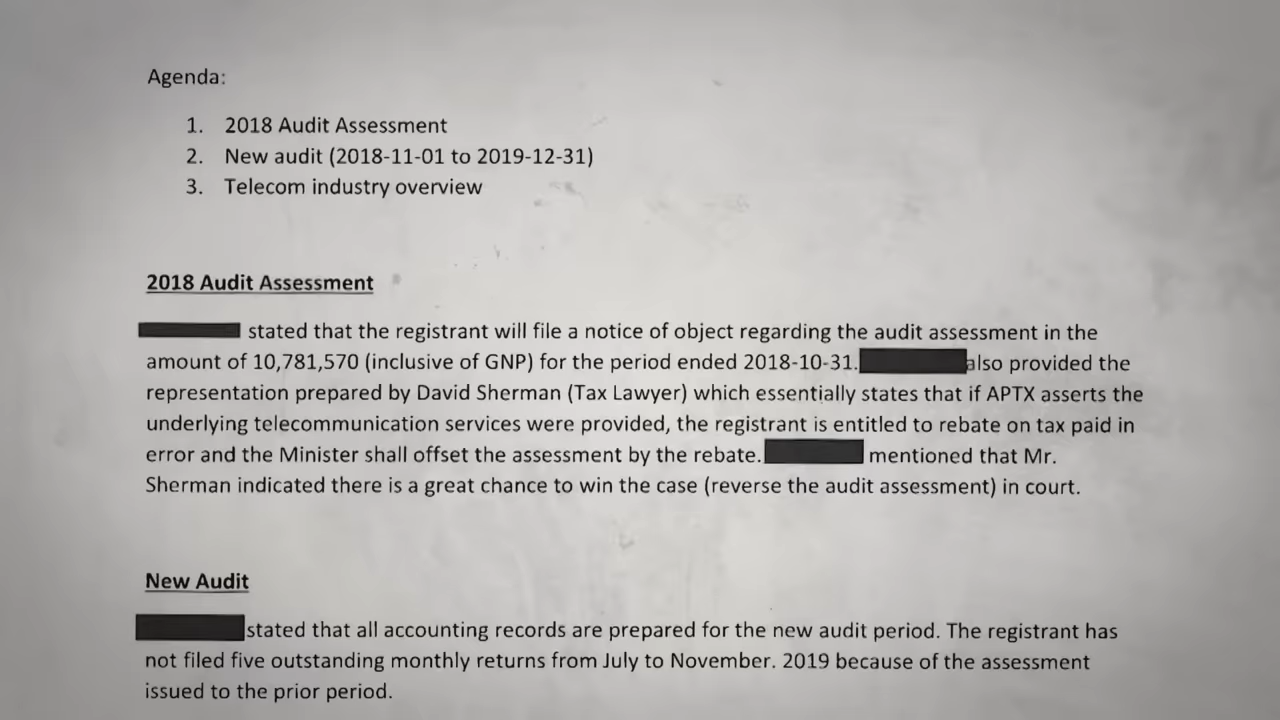 Agenda:
1. 2018 Audit Assessment
2. New audit (2018-11-01 to 2019-12-31)
3. Telecom industry overview
2018 Audit Assessment
stated that the registrant will file a notice of object regarding the audit assessment in the
amount of 10,781,570 (inclusive of GNP) for the period ended 2018-10-31. also provided the
representation prepared by David Sherman (Tax Lawyer) which essentially states that if APTX asserts the
underlying telecommunication services were provided, the registrant is entitled to rebate on tax paid in
error and the Minister shall offset the assessment by the rebate. mentioned that Mr.
Sherman indicated there is a great chance to win the case (reverse the audit assessment) in court.
New Audit
stated that all accounting records are prepared for the new audit period. The registrant has
not filed five outstanding monthly returns from July to November. 2019 because of the assessment
issued to the prior period.